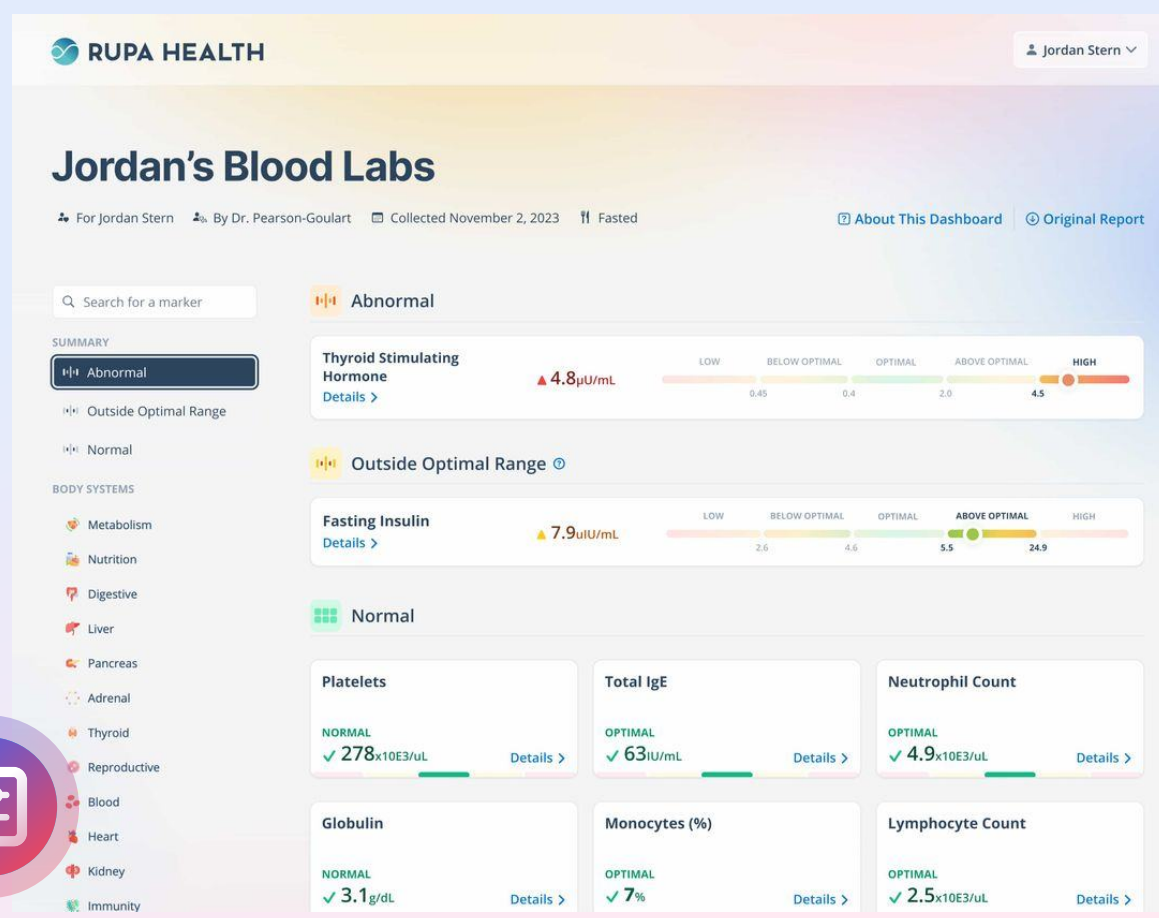 RUPA HEALTH
Jordan Stern
Jordan's Blood Labs
For Jordan Stern By Dr. Pearson-Goulart Collected November 2, 2023 Fasted
About This Dashboard Original Report
Search for a marker
SUMMARY
Abnormal
Outside Optimal Range
Normal
BODY SYSTEMS
Metabolism
Nutrition
Digestive
Liver
Pancreas
Adrenal
Thyroid
Reproductive
Blood
Heart
Kidney
Immunity
Abnormal
Thyroid Stimulating
Hormone
Details >
▲ 4.8µU/mL
LOW BELOW OPTIMAL OPTIMAL ABOVE OPTIMAL HIGH
0.45 0.4 2.0 4.5
Outside Optimal Range
Fasting Insulin
Details >
▲ 7.9uIU/mL
LOW BELOW OPTIMAL OPTIMAL ABOVE OPTIMAL HIGH
2.6 4.6 5.5 24.9
Normal
Platelets
NORMAL
✓ 278x10E3/uL Details >
Total IgE
OPTIMAL
✓ 63IU/mL Details >
Neutrophil Count
OPTIMAL
✓ 4.9x10E3/uL Details >
Globulin
NORMAL
✓ 3.1g/dL Details >
Monocytes (%)
OPTIMAL
✓ 7% Details >
Lymphocyte Count
OPTIMAL
✓ 2.5x10E3/uL Details >